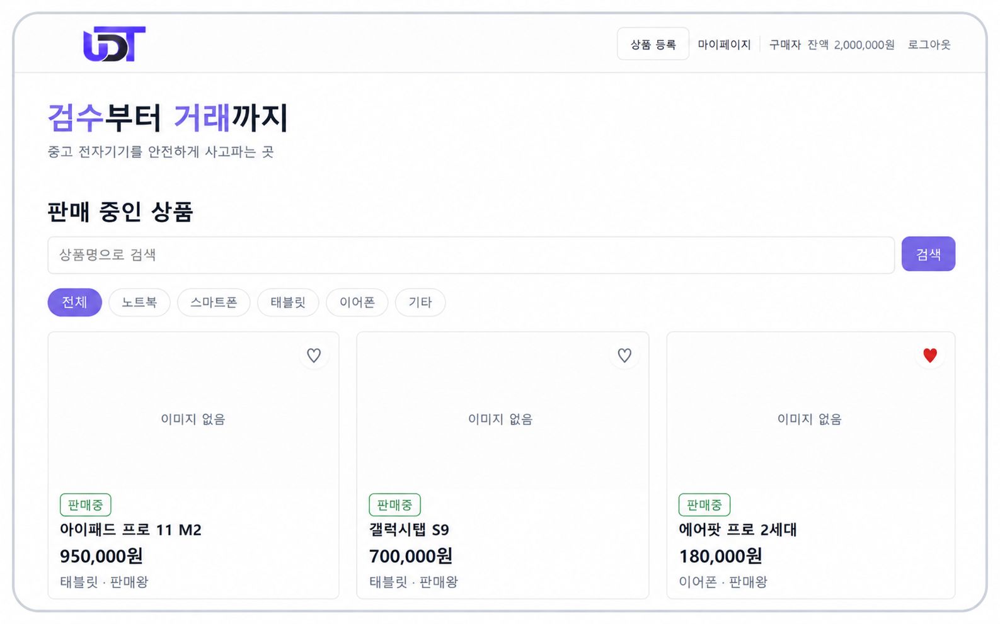 UDT
상품 등록 마이페이지 구매자 잔액 2,000,000원 로그아웃
검수부터 거래까지
중고 전자기기를 안전하게 사고파는 곳
판매 중인 상품
상품명으로 검색 검색
전체 노트북 스마트폰 태블릿 이어폰 기타
이미지 없음
판매중
아이패드 프로 11 M2
950,000원
태블릿 · 판매왕
이미지 없음
판매중
갤럭시탭 S9
700,000원
태블릿 · 판매왕
이미지 없음
판매중
에어팟 프로 2세대
180,000원
이어폰 · 판매왕